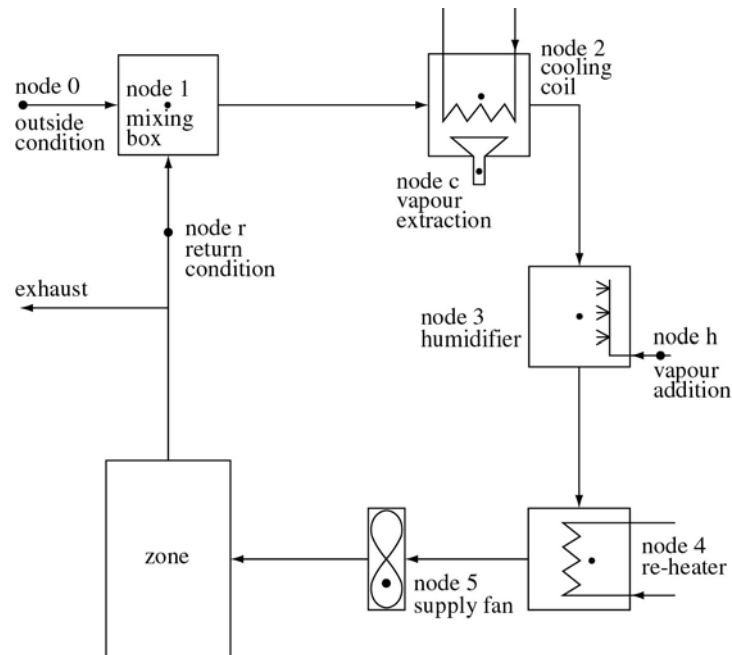 node 0
outside
condition
node 1
mixing
box
node 2
cooling
coil
node c
vapour
extraction
node r
return
condition
exhaust
node 3
humidifier
node h
vapour
addition
zone
node 5
supply fan
node 4
re-heater